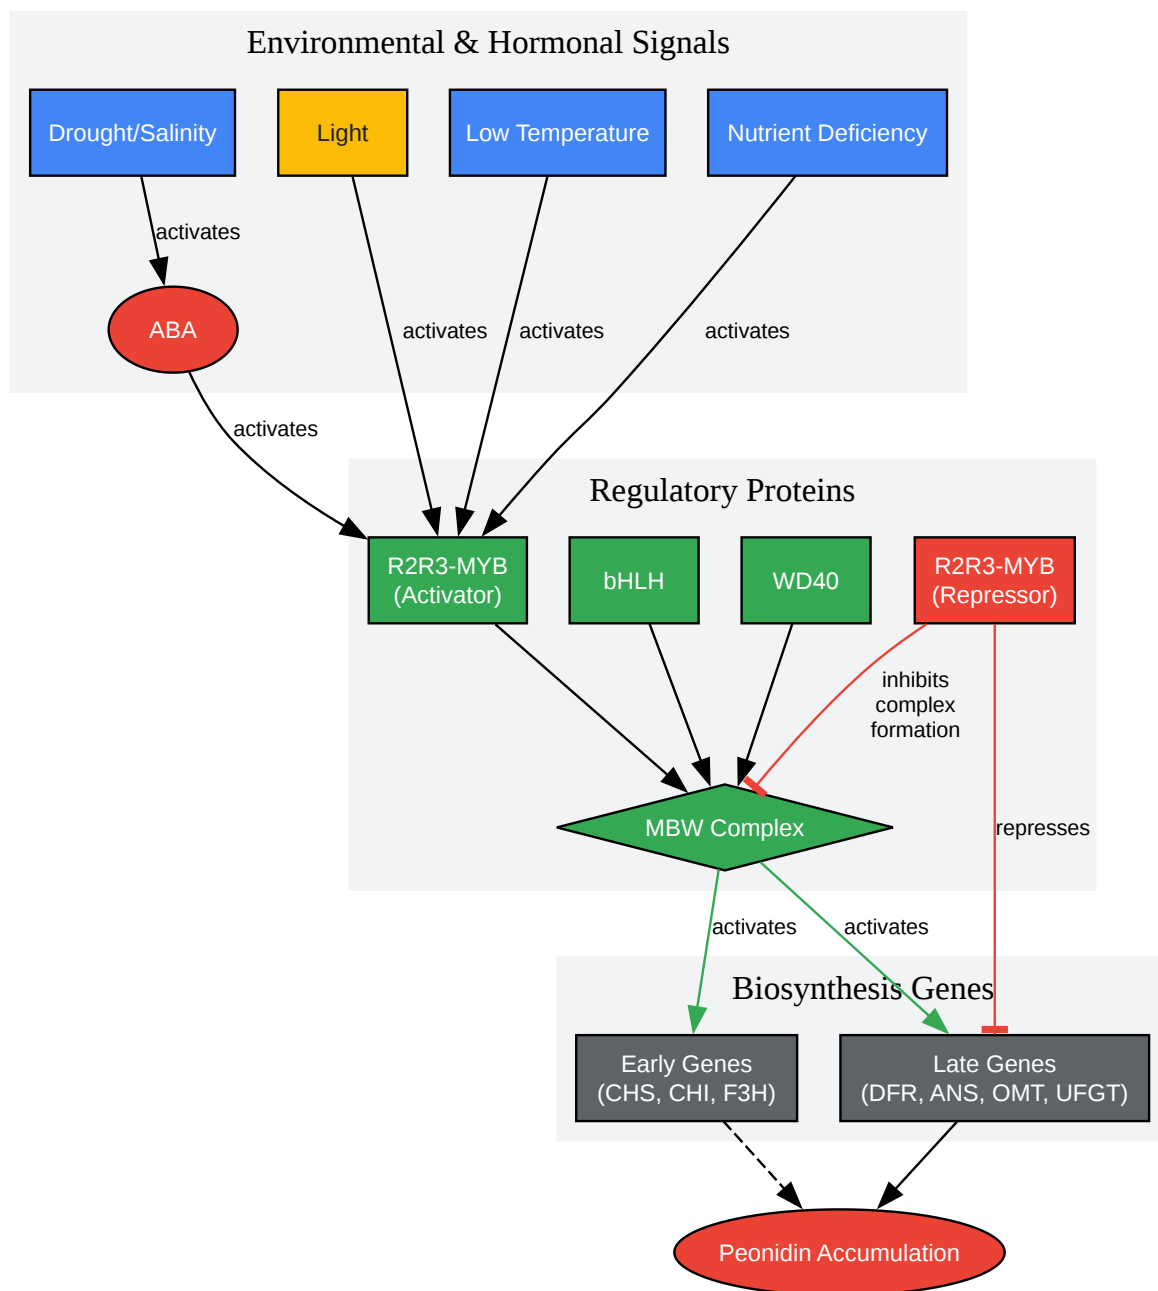 Environmental & Hormonal Signals
Drought/Salinity
Light
Low Temperature
Nutrient Deficiency
activates
ABA
activates
activates
activates
activates
Regulatory Proteins
R2R3-MYB
(Activator)
bHLH
WD40
R2R3-MYB
(Repressor)
inhibits
complex
formation
MBW Complex
represses
activates
activates
Biosynthesis Genes
Early Genes
(CHS, CHI, F3H)
Late Genes
(DFR, ANS, OMT, UFGT)
Peonidin Accumulation